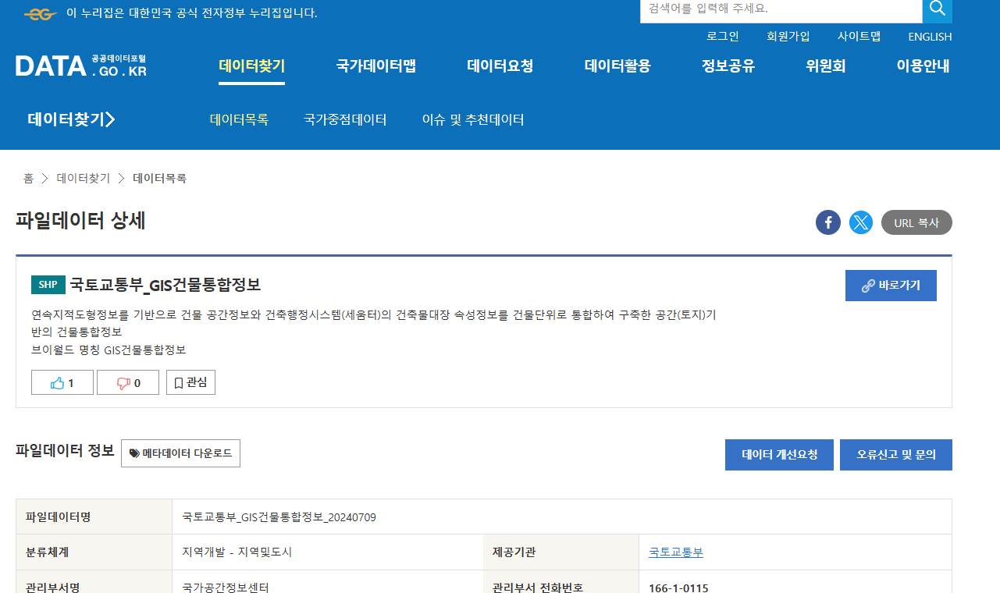 이 누리집은 대한민국 공식 전자정부 누리집입니다.
검색어를 입력해 주세요.
로그인 회원가입 사이트맵 ENGLISH
DATA 공공데이터포털 .GO.KR
데이터찾기 국가데이터맵 데이터요청 데이터활용 정보공유 위원회 이용안내
데이터찾기 데이터목록 국가중점데이터 이슈 및 추천데이터
홈 데이터찾기 데이터목록
파일데이터 상세
URL 복사
SHP 국토교통부_GIS건물통합정보
바로가기
연속지적도형정보를 기반으로 건물 공간정보와 건축행정시스템(세움터)의 건축물대장 속성정보를 건물단위로 통합하여 구축한 공간(토지)기
반의 건물통합정보
브이월드 명칭 GIS건물통합정보
1 0 관심
파일데이터 정보 메타데이터 다운로드 데이터 개선요청 오류신고 및 문의
파일데이터명 국토교통부_GIS건물통합정보_20240709
분류체계 지역개발 - 지역및도시 제공기관 국토교통부
관리부서명 국가공간정보센터 관리부서 전화번호 166-1-0115